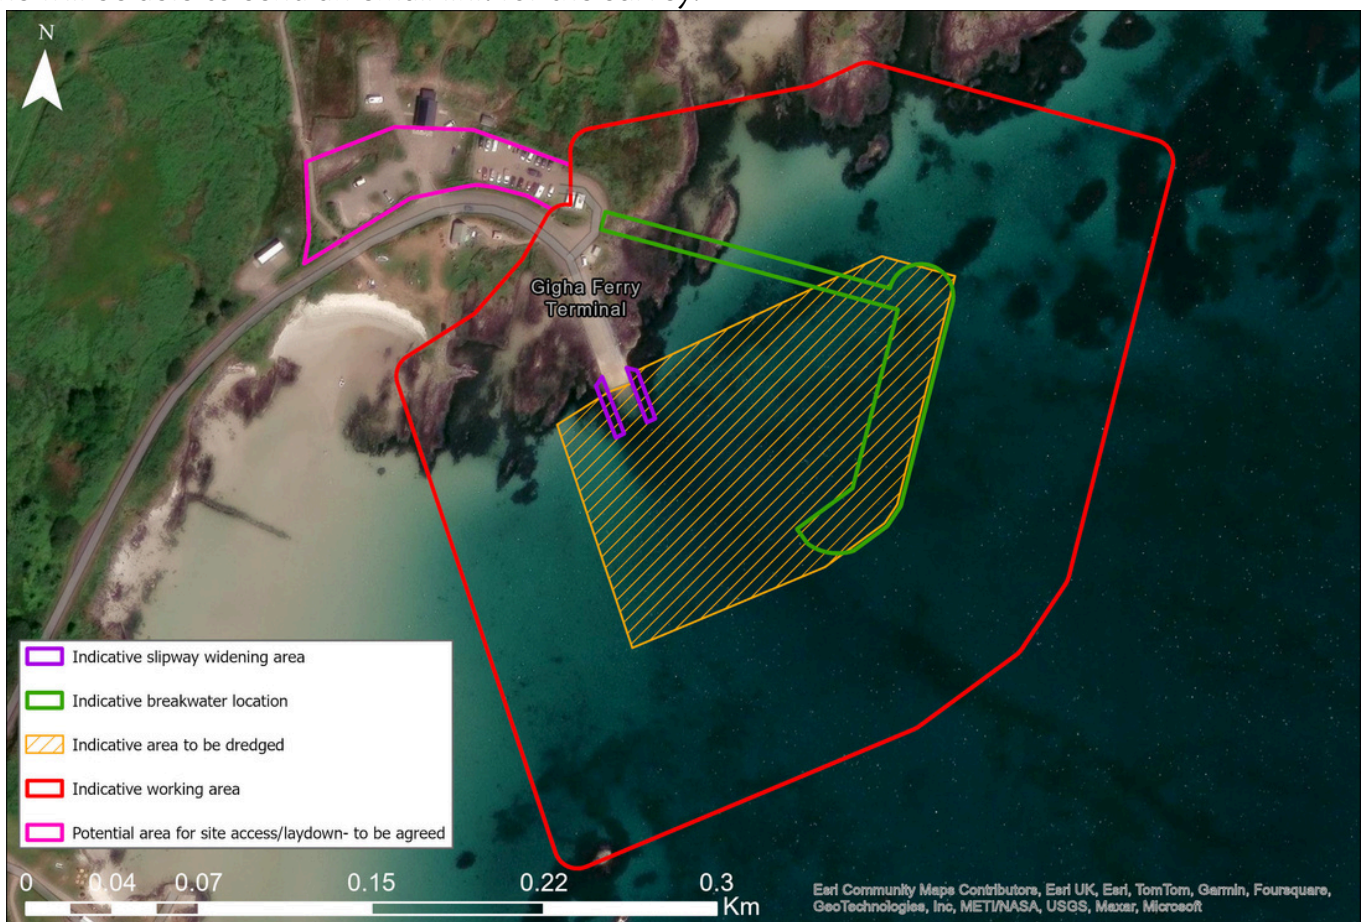 N
Gigha Ferry
Terminal
Indicative slipway widening area
Indicative breakwater location
Indicative area to be dredged
Indicative working area
Potential area for site access/laydown- to be agreed
0 0.04 0.07 0.15 0.22 0.3
Km
Esri Community Maps Contributors, Esri UK, Esri, TomTom, Garmin, Foursquare,
GeoTechnologies, Inc, METI/NASA, USGS, Maxar, Microsoft